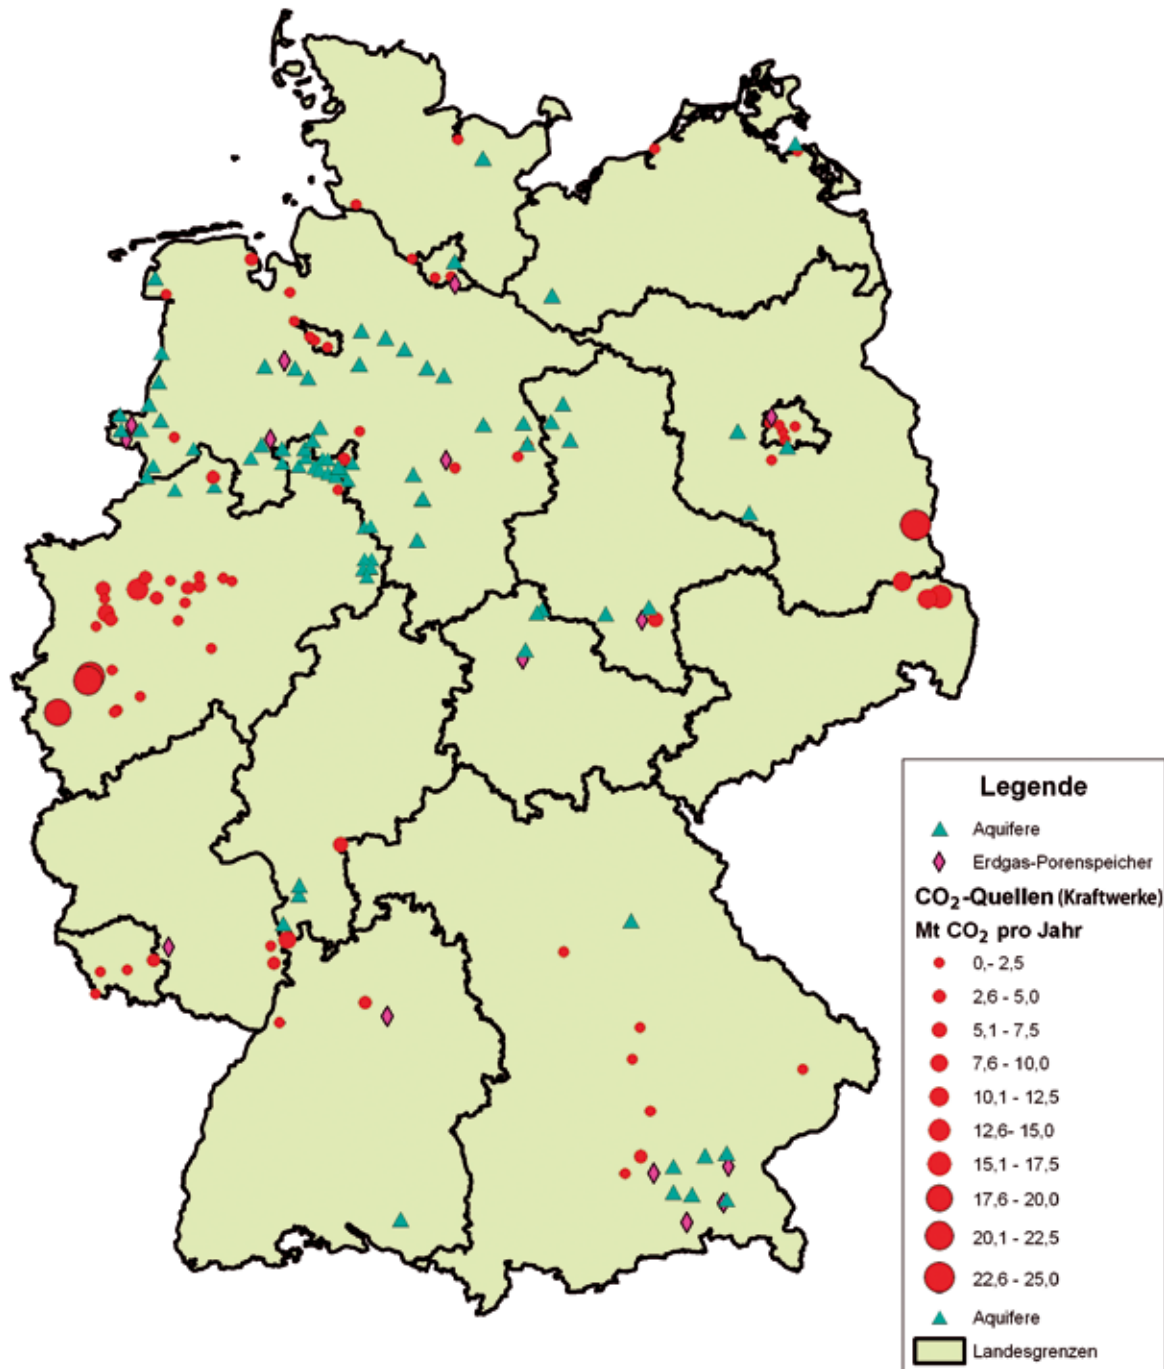 Legende
Aquifere
Erdgas-Porenspeicher
CO₂-Quellen (Kraftwerke)
Mt CO₂ pro Jahr
0,- 2,5
2,6 - 5,0
5,1 - 7,5
7,6 - 10,0
10,1 - 12,5
12,6- 15,0
15,1 - 17,5
17,6 - 20,0
20,1 - 22,5
22,6 - 25,0
Aquifere
Landesgrenzen